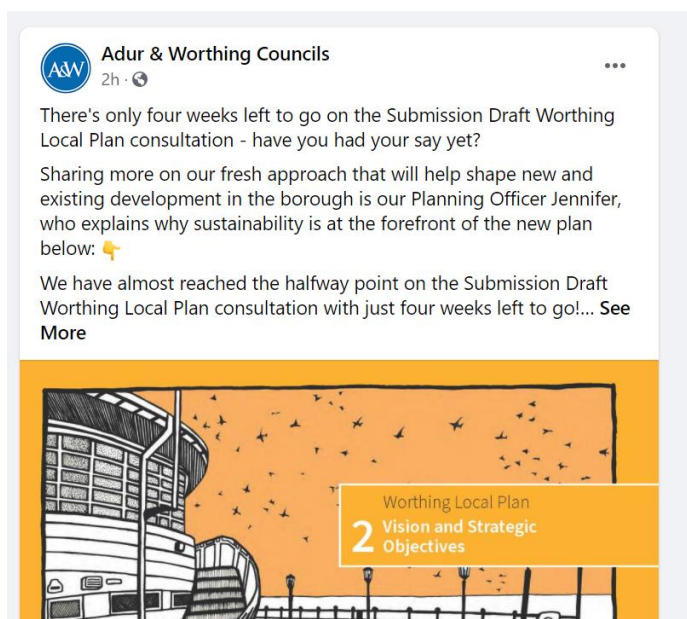 A&W
Adur & Worthing Councils
2h ·
There's only four weeks left to go on the Submission Draft Worthing
Local Plan consultation - have you had your say yet?
Sharing more on our fresh approach that will help shape new and
existing development in the borough is our Planning Officer Jennifer,
who explains why sustainability is at the forefront of the new plan
below: 👇
We have almost reached the halfway point on the Submission Draft
Worthing Local Plan consultation with just four weeks left to go!... See
More
Worthing Local Plan
2 Vision and Strategic
Objectives